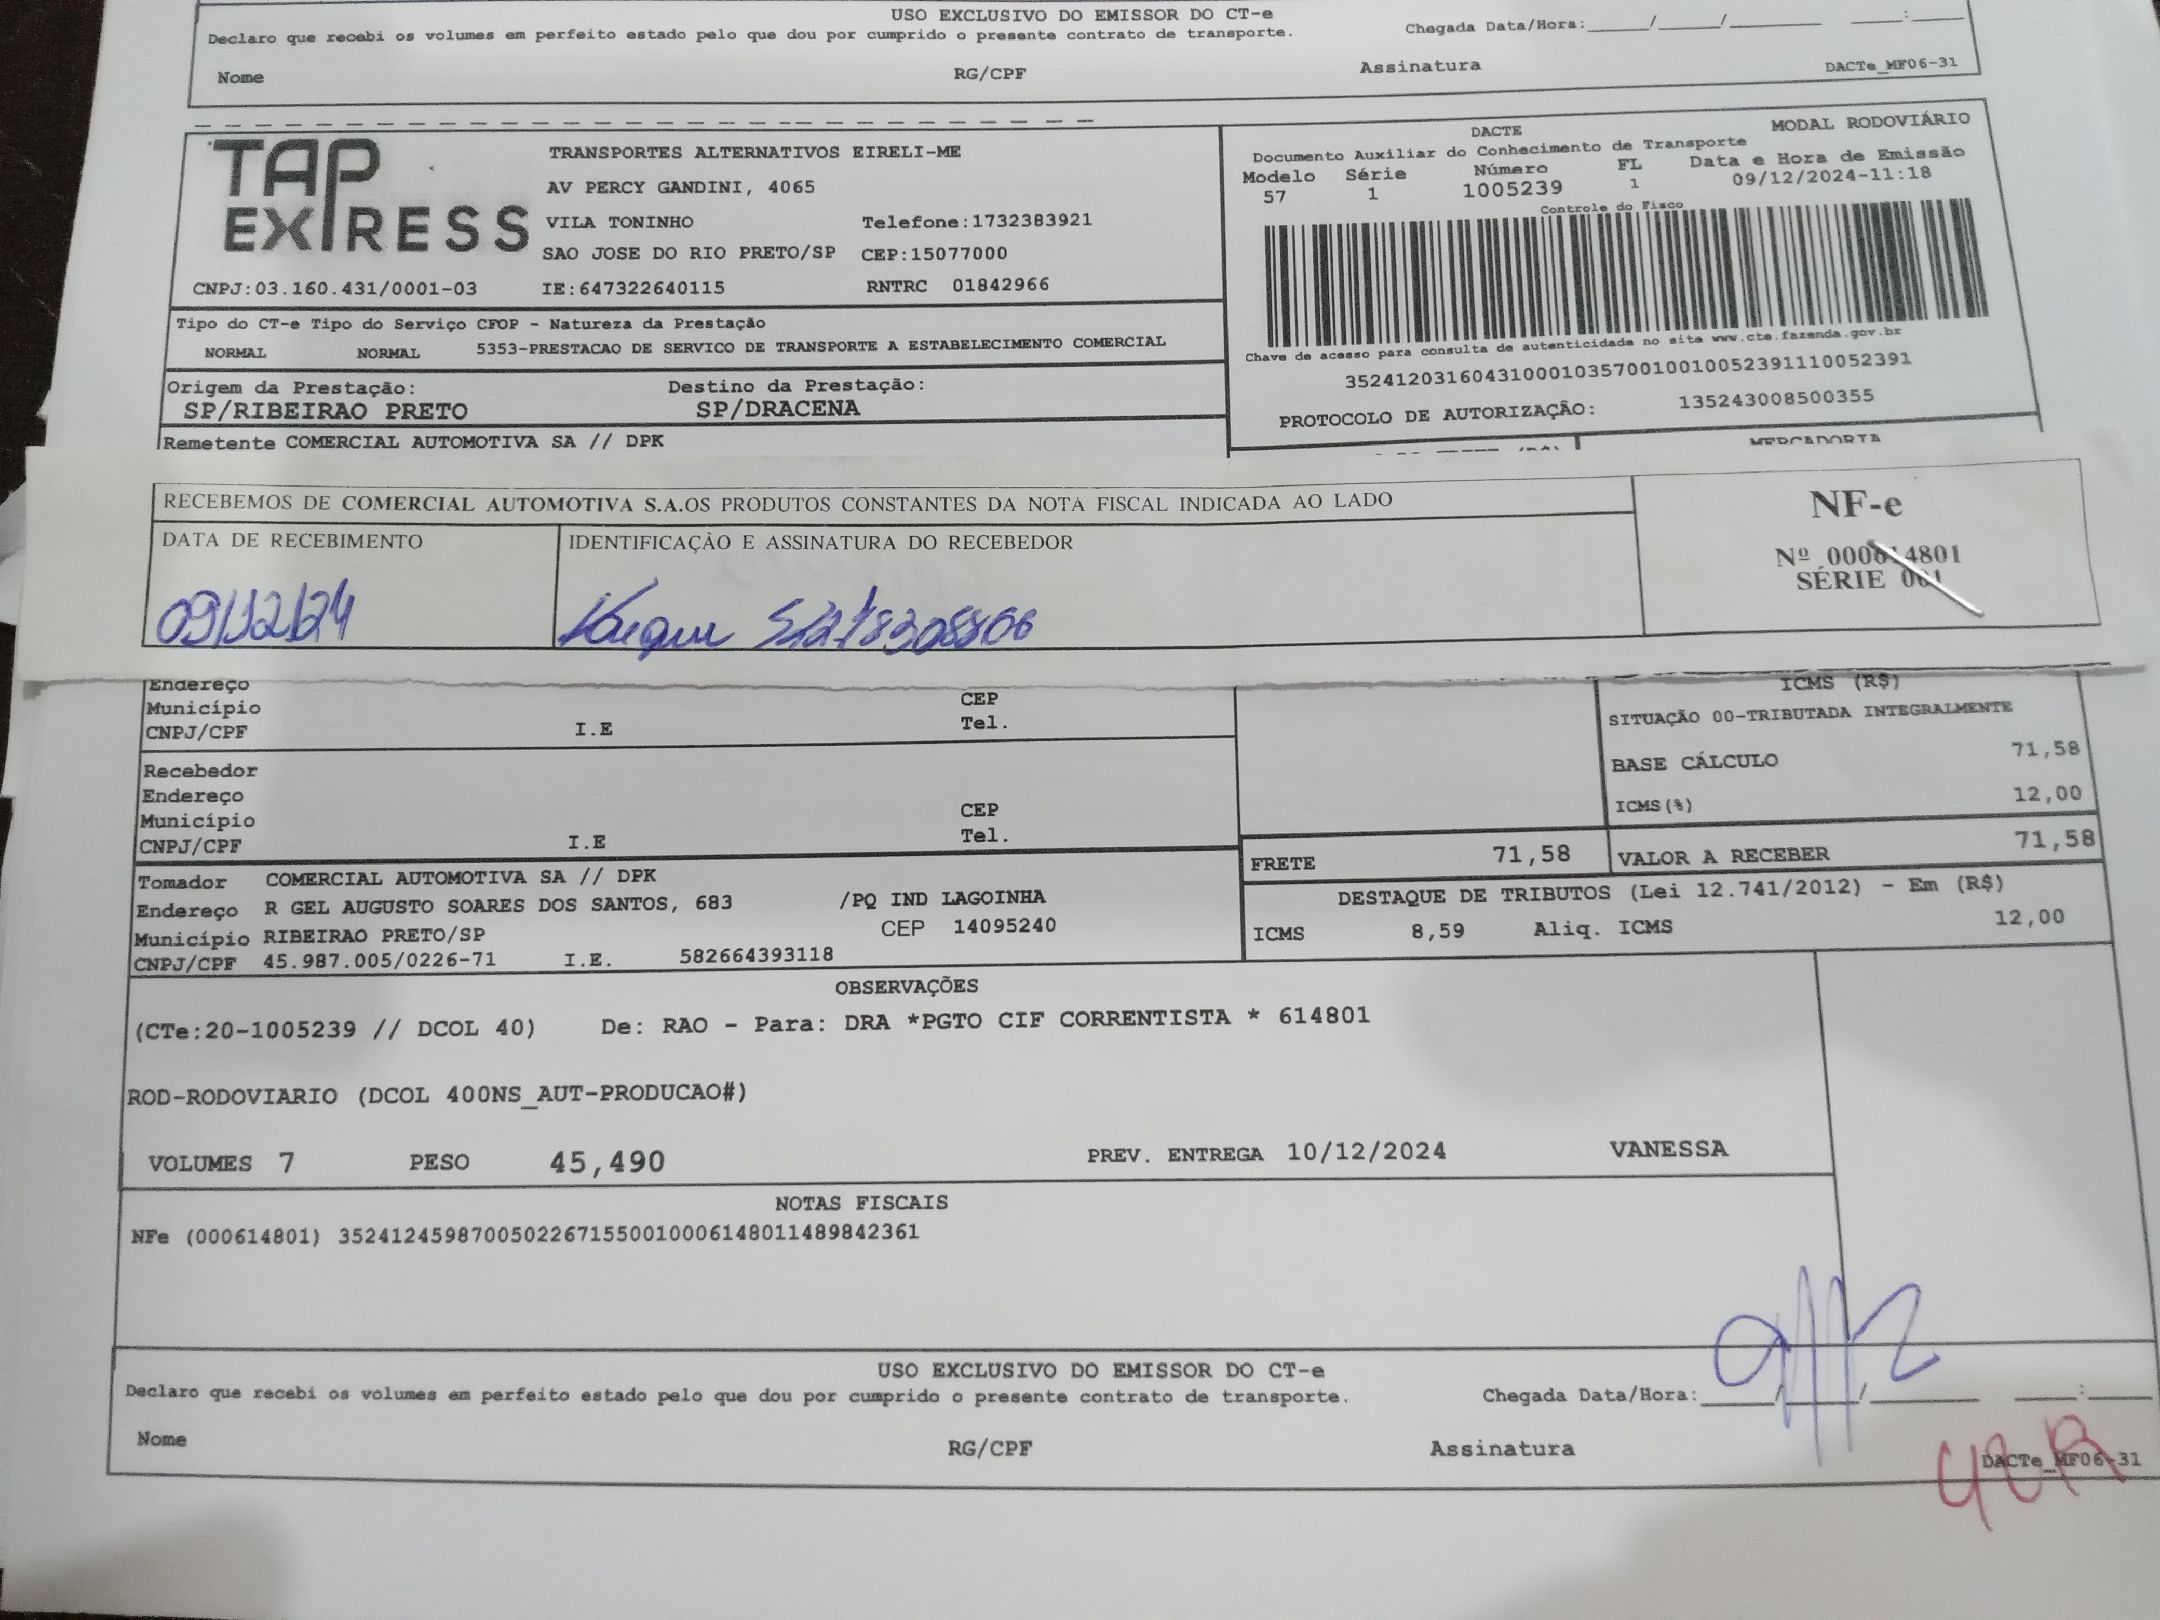 USO EXCLUSIVO DO EMISSOR DO CT-e
Declaro que recebi os volumes em perfeito estado pelo que dou por cumprido o presente contrato de transporte.
Chegada Data/Hora:______/______/_________ _____:_____
Nome RG/CPF Assinatura DACTe_MF06-31
TAP EXPRESS
TRANSPORTES ALTERNATIVOS EIRELI-ME
AV PERCY GANDINI, 4065
VILA TONINHO Telefone:1732383921
SAO JOSE DO RIO PRETO/SP CEP:15077000
CNPJ:03.160.431/0001-03 IE:647322640115 RNTRC 01842966
DACTE MODAL RODOVIÁRIO
Documento Auxiliar do Conhecimento de Transporte
Modelo Série Número FL Data e Hora de Emissão
57 1 1005239 1 09/12/2024-11:18
Controle do Fisco
Chave de acesso para consulta de autenticidade no site www.cte.fazenda.gov.br
35241203160431000103570010010052391110052391
PROTOCOLO DE AUTORIZAÇÃO: 135243008500355
Tipo do CT-e Tipo do Serviço CFOP - Natureza da Prestação
NORMAL NORMAL 5353-PRESTACAO DE SERVICO DE TRANSPORTE A ESTABELECIMENTO COMERCIAL
Origem da Prestação: Destino da Prestação:
SP/RIBEIRAO PRETO SP/DRACENA
Remetente COMERCIAL AUTOMOTIVA SA // DPK
MERCADORIA
RECEBEMOS DE COMERCIAL AUTOMOTIVA S.A.OS PRODUTOS CONSTANTES DA NOTA FISCAL INDICADA AO LADO
DATA DE RECEBIMENTO IDENTIFICAÇÃO E ASSINATURA DO RECEBEDOR
09/12/24
NF-e
Nº 000614801
SÉRIE 001
Endereço CEP
Município Tel.
CNPJ/CPF I.E
Recebedor
Endereço
Município CEP
CNPJ/CPF I.E Tel.
ICMS (R$)
SITUAÇÃO 00-TRIBUTADA INTEGRALMENTE
BASE CÁLCULO 71,58
ICMS(%) 12,00
FRETE 71,58 VALOR A RECEBER 71,58
Tomador COMERCIAL AUTOMOTIVA SA // DPK
Endereço R GEL AUGUSTO SOARES DOS SANTOS, 683 /PQ IND LAGOINHA
Município RIBEIRAO PRETO/SP CEP 14095240
CNPJ/CPF 45.987.005/0226-71 I.E. 582664393118
DESTAQUE DE TRIBUTOS (Lei 12.741/2012) - Em (R$)
ICMS 8,59 Aliq. ICMS 12,00
OBSERVAÇÕES
(CTe:20-1005239 // DCOL 40) De: RAO - Para: DRA *PGTO CIF CORRENTISTA * 614801
ROD-RODOVIARIO (DCOL 400NS_AUT-PRODUCAO#)
VOLUMES 7 PESO 45,490 PREV. ENTREGA 10/12/2024 VANESSA
NOTAS FISCAIS
NFe (000614801) 35241245987005022671550010006148011489842361
USO EXCLUSIVO DO EMISSOR DO CT-e
Declaro que recebi os volumes em perfeito estado pelo que dou por cumprido o presente contrato de transporte.
Chegada Data/Hora:______/______/_________ _____:_____
Nome RG/CPF Assinatura DACTe_MF06-31